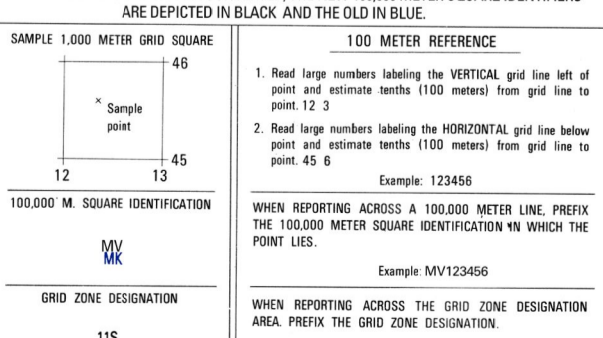 ARE DEPICTED IN BLACK AND THE OLD IN BLUE.
SAMPLE 1,000 METER GRID SQUARE
46
Sample
point
45
12 13
100,000 M. SQUARE IDENTIFICATION
MV
MK
GRID ZONE DESIGNATION
11S
100 METER REFERENCE
1. Read large numbers labeling the VERTICAL grid line left of
point and estimate tenths (100 meters) from grid line to
point. 12 3
2. Read large numbers labeling the HORIZONTAL grid line below
point and estimate tenths (100 meters) from grid line to
point. 45 6
Example: 123456
WHEN REPORTING ACROSS A 100,000 METER LINE, PREFIX
THE 100,000 METER SQUARE IDENTIFICATION IN WHICH THE
POINT LIES.
Example: MV123456
WHEN REPORTING ACROSS THE GRID ZONE DESIGNATION
AREA. PREFIX THE GRID ZONE DESIGNATION.